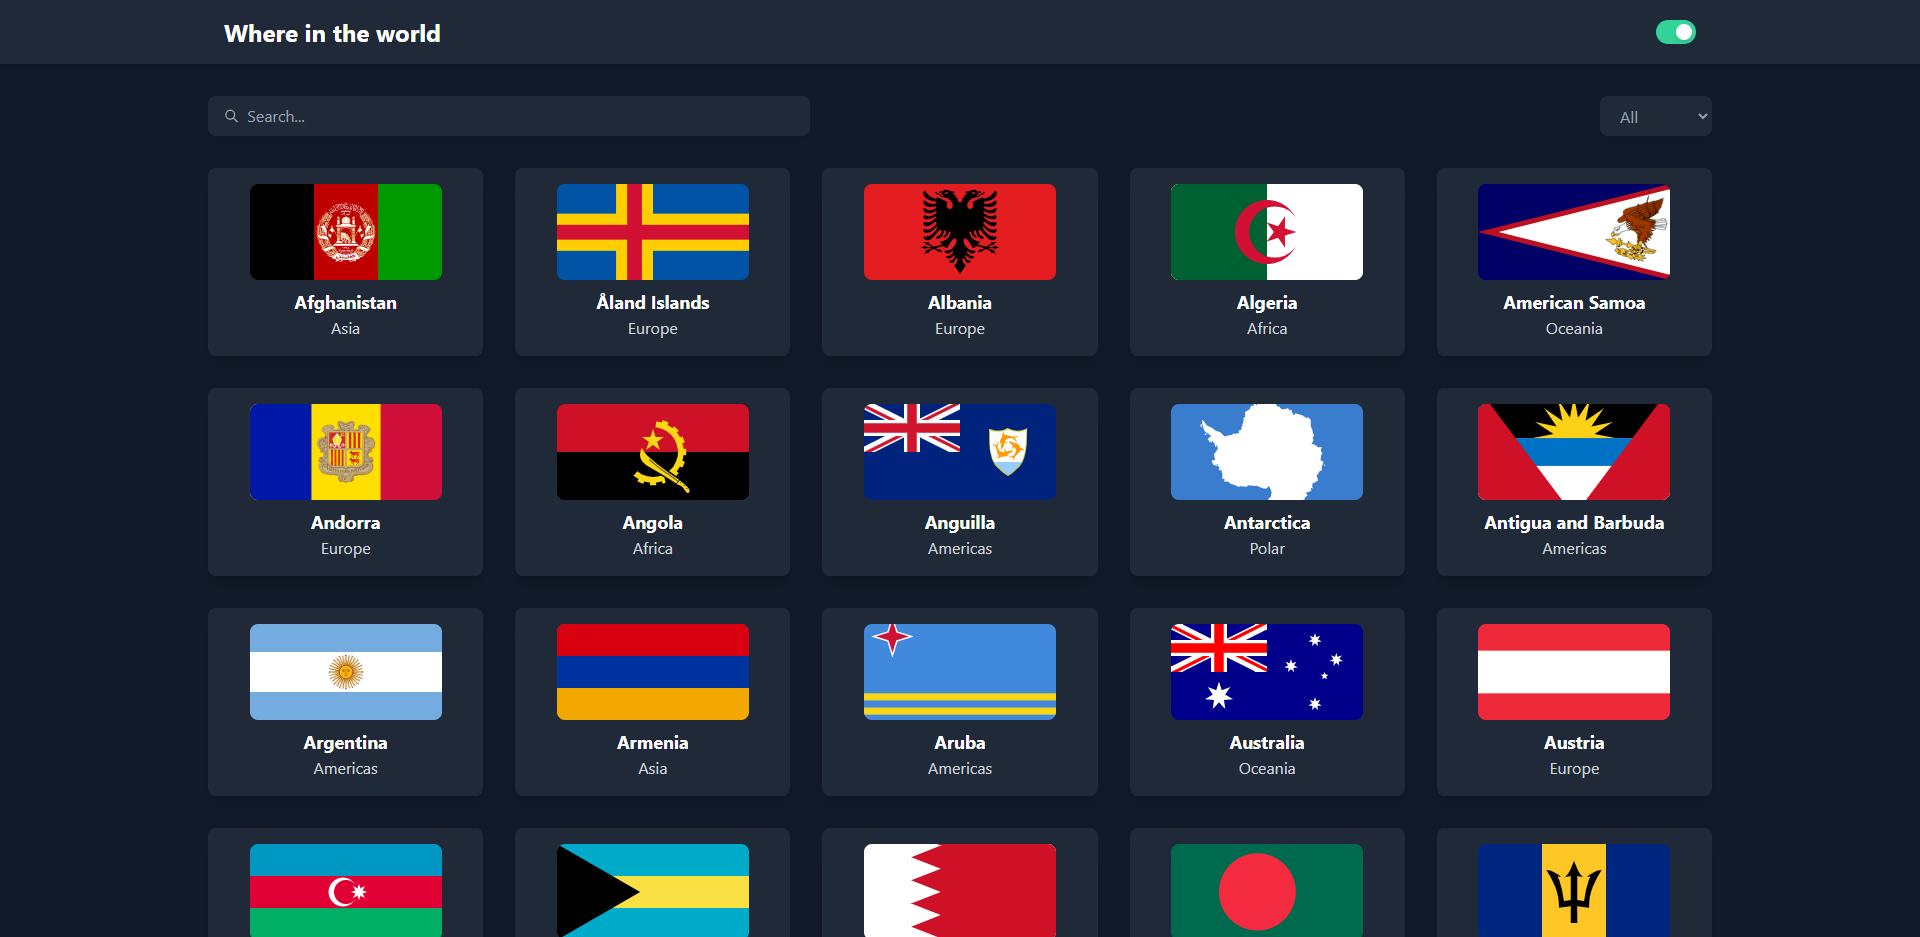 Where in the world
Search...
All
Afghanistan
Asia
Åland Islands
Europe
Albania
Europe
Algeria
Africa
American Samoa
Oceania
Andorra
Europe
Angola
Africa
Anguilla
Americas
Antarctica
Polar
Antigua and Barbuda
Americas
Argentina
Americas
Armenia
Asia
Aruba
Americas
Australia
Oceania
Austria
Europe